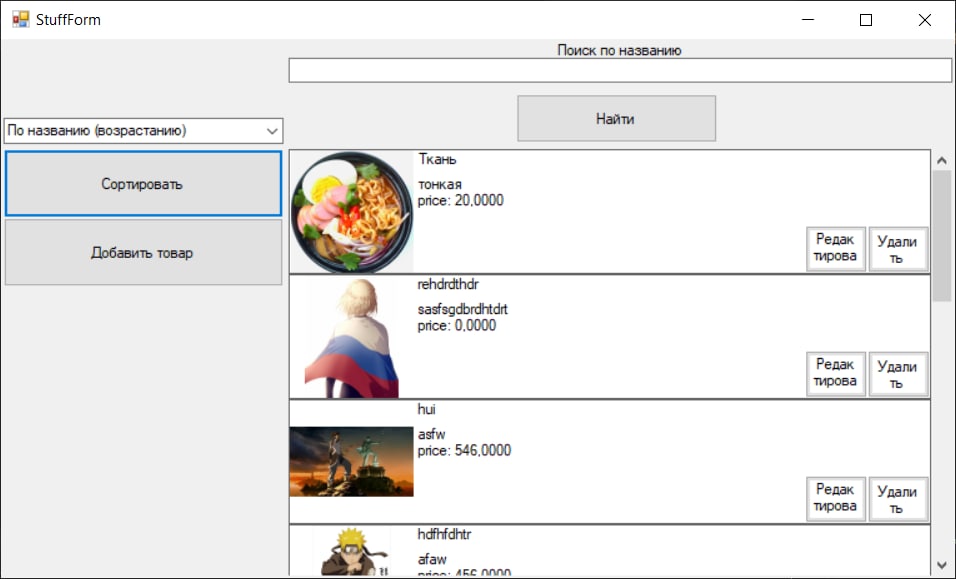 StuffForm
Поиск по названию
Найти
По названию (возрастанию)
Сортировать
Добавить товар
Ткань
тонкая
price: 20,0000
Редак
тирова
Удали
ть
rehdrdthdr
sasfsgdbrdhtdrt
price: 0,0000
Редак
тирова
Удали
ть
hui
asfw
price: 546,0000
Редак
тирова
Удали
ть
hdfhfdhtr
afaw
price: 456,0000